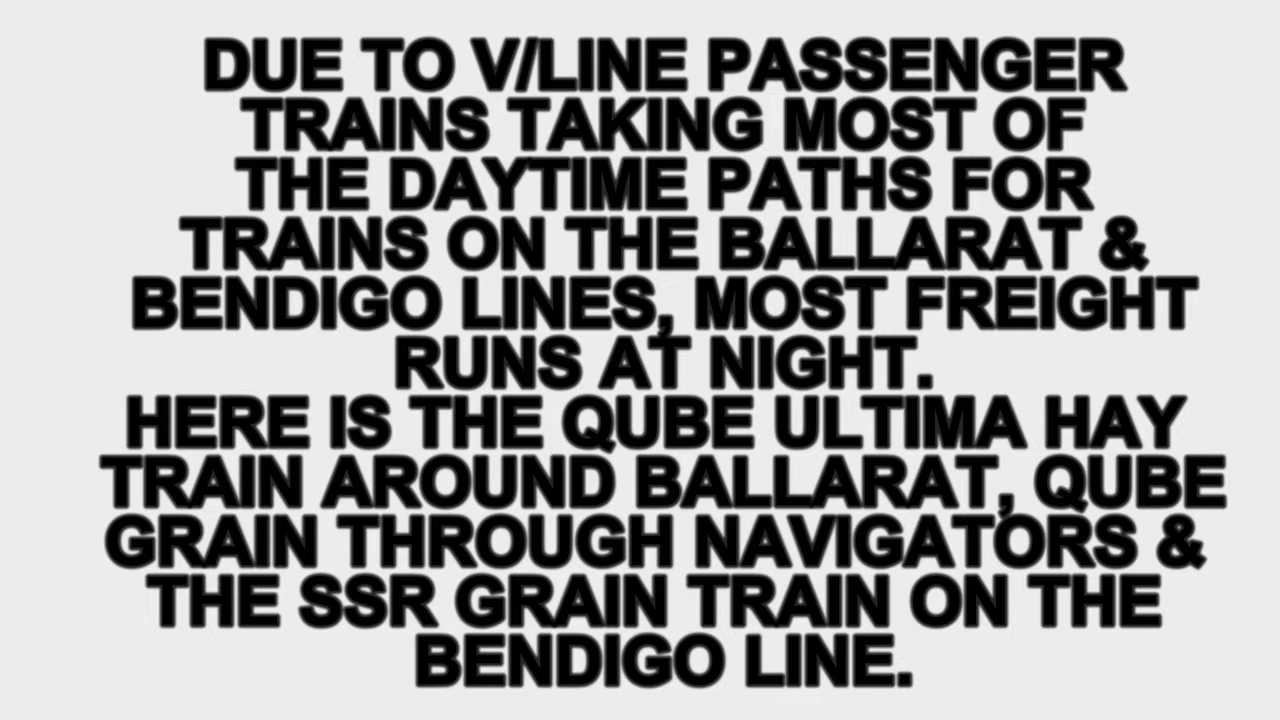 DUE TO V/LINE PASSENGER
TRAINS TAKING MOST OF
THE DAYTIME PATHS FOR
TRAINS ON THE BALLARAT &
BENDIGO LINES, MOST FREIGHT
RUNS AT NIGHT.
HERE IS THE QUBE ULTIMA HAY
TRAIN AROUND BALLARAT, QUBE
GRAIN THROUGH NAVIGATORS &
THE SSR GRAIN TRAIN ON THE
BENDIGO LINE.